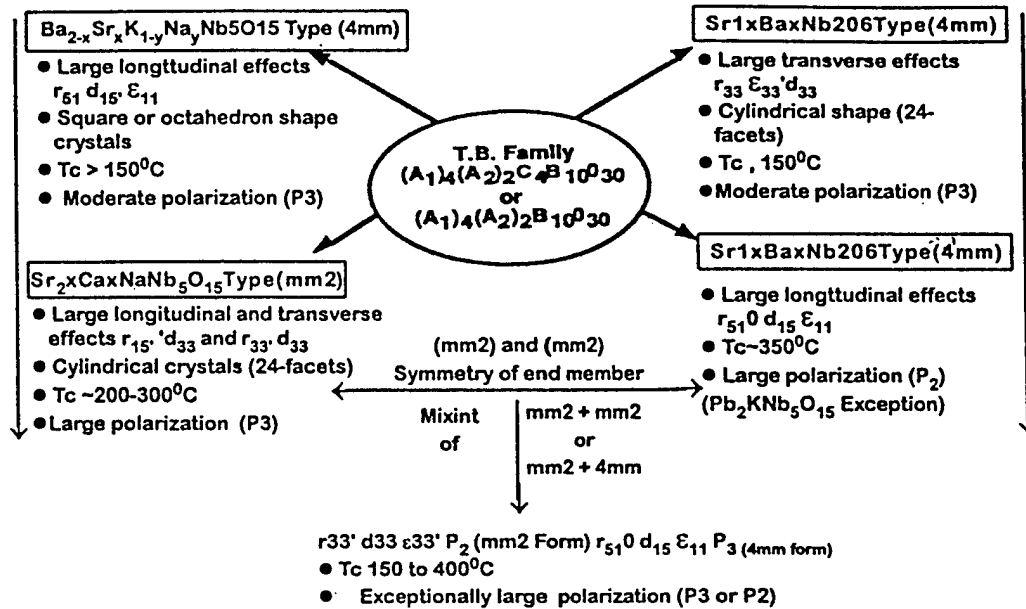 Ba2-xSrxK1-yNayNb5O15 Type (4mm)
● Large longttudinal effects
r51 d15, ε11
● Square or octahedron shape
crystals
● Tc > 150⁰C
● Moderate polarization (P3)
Sr1xBaxNb206Type(4mm)
● Large transverse effects
r33 ε33'd33
● Cylindrical shape (24-
facets)
● Tc , 150⁰C
● Moderate polarization (P3)
T.B. Family
(A1)4(A2)2C4B10⁰30
or
(A1)4(A2)2B10⁰30
Sr2xCaxNaNb5O15Type(mm2)
● Large longitudinal and transverse
effects r15, 'd33 and r33, d33
● Cylindrical crystals (24-facets)
● Tc ~200-300⁰C
● Large polarization (P3)
Sr1xBaxNb206Type(4mm)
● Large longttudinal effects
r510 d15 ε11
● Tc~350⁰C
● Large polarization (P2)
(Pb2KNb5O15 Exception)
(mm2) and (mm2)
Symmetry of end member
Mixint
of
mm2 + mm2
or
mm2 + 4mm
r33' d33 ε33' P2 (mm2 Form) r510 d15 ε11 P3 (4mm form)
● Tc 150 to 400⁰C
● Exceptionally large polarization (P3 or P2)